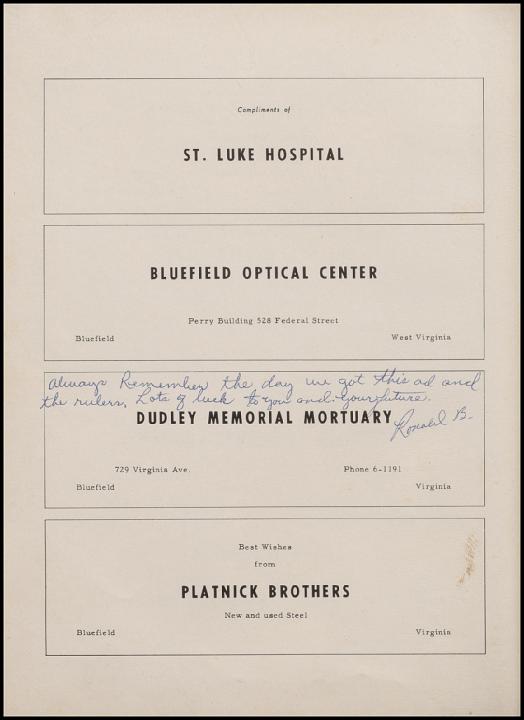 Compliments of
ST. LUKE HOSPITAL
BLUEFIELD OPTICAL CENTER
Perry Building 528 Federal Street
Bluefield West Virginia
Always Remember the day we got this ad and
the rulers. Lots of luck to you and your future.
Ronald B.
DUDLEY MEMORIAL MORTUARY
729 Virginia Ave. Phone 6-1191
Bluefield Virginia
Best Wishes
from
PLATNICK BROTHERS
New and used Steel
Bluefield Virginia